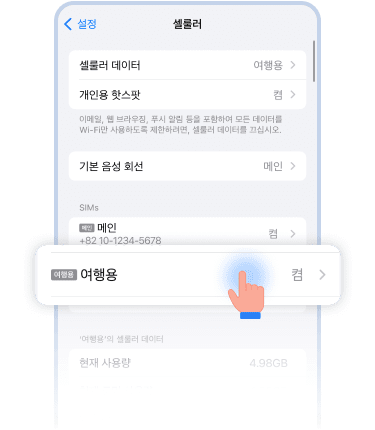 설정
셀룰러
셀룰러 데이터 여행용
개인용 핫스팟 켬
이메일, 웹 브라우징, 푸시 알림 등을 포함하여 모든 데이터를
Wi-Fi만 사용하도록 제한하려면, 셀룰러 데이터를 끄십시오.
기본 음성 회선 메인
SIMs
메인 메인 켬
+82 10-1234-5678
여행용 여행용 켬
'여행용'의 셀룰러 데이터
현재 사용량 4.98GB